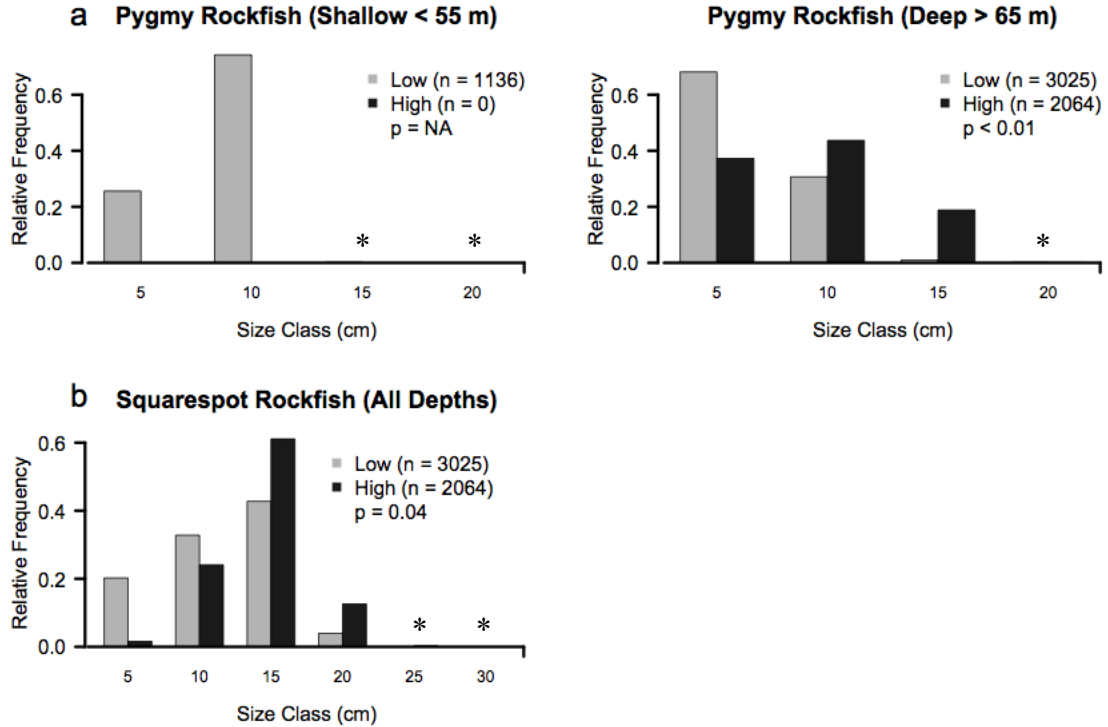 a
Pygmy Rockfish (Shallow < 55 m)
Low (n = 1136)
High (n = 0)
p = NA
Relative Frequency
0.6
0.4
0.2
0.0
* *
5 10 15 20
Size Class (cm)
Pygmy Rockfish (Deep > 65 m)
Low (n = 3025)
High (n = 2064)
p < 0.01
Relative Frequency
0.6
0.4
0.2
0.0
*
5 10 15 20
Size Class (cm)
b
Squarespot Rockfish (All Depths)
Low (n = 3025)
High (n = 2064)
p = 0.04
Relative Frequency
0.6
0.4
0.2
0.0
* *
5 10 15 20 25 30
Size Class (cm)